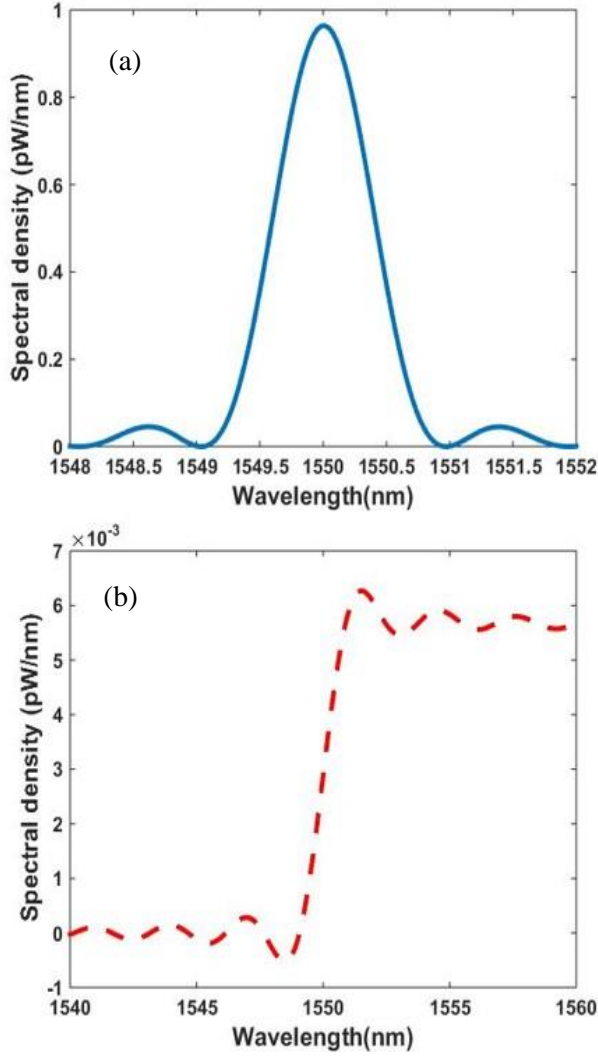 (a)
Spectral density (pW/nm)
1
0.8
0.6
0.4
0.2
0
1548 1548.5 1549 1549.5 1550 1550.5 1551 1551.5 1552
Wavelength(nm)
×10-3
(b)
Spectral density (pW/nm)
7
6
5
4
3
2
1
0
-1
1540 1545 1550 1555 1560
Wavelength(nm)